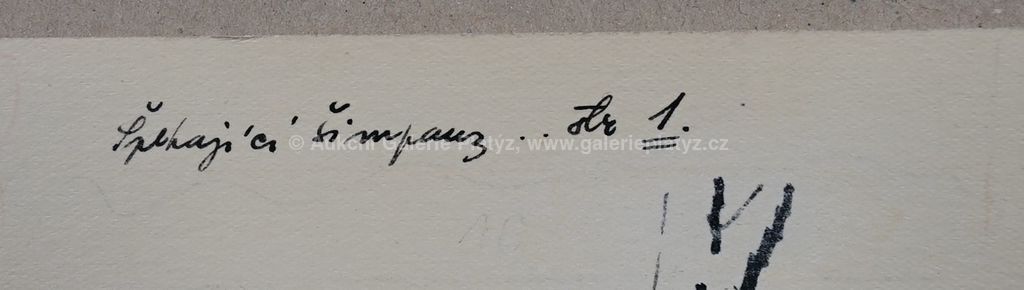 Šplhající šimpanz .. str 1.
© Aukční Galerie Platýz, www.galerieplatyz.cz